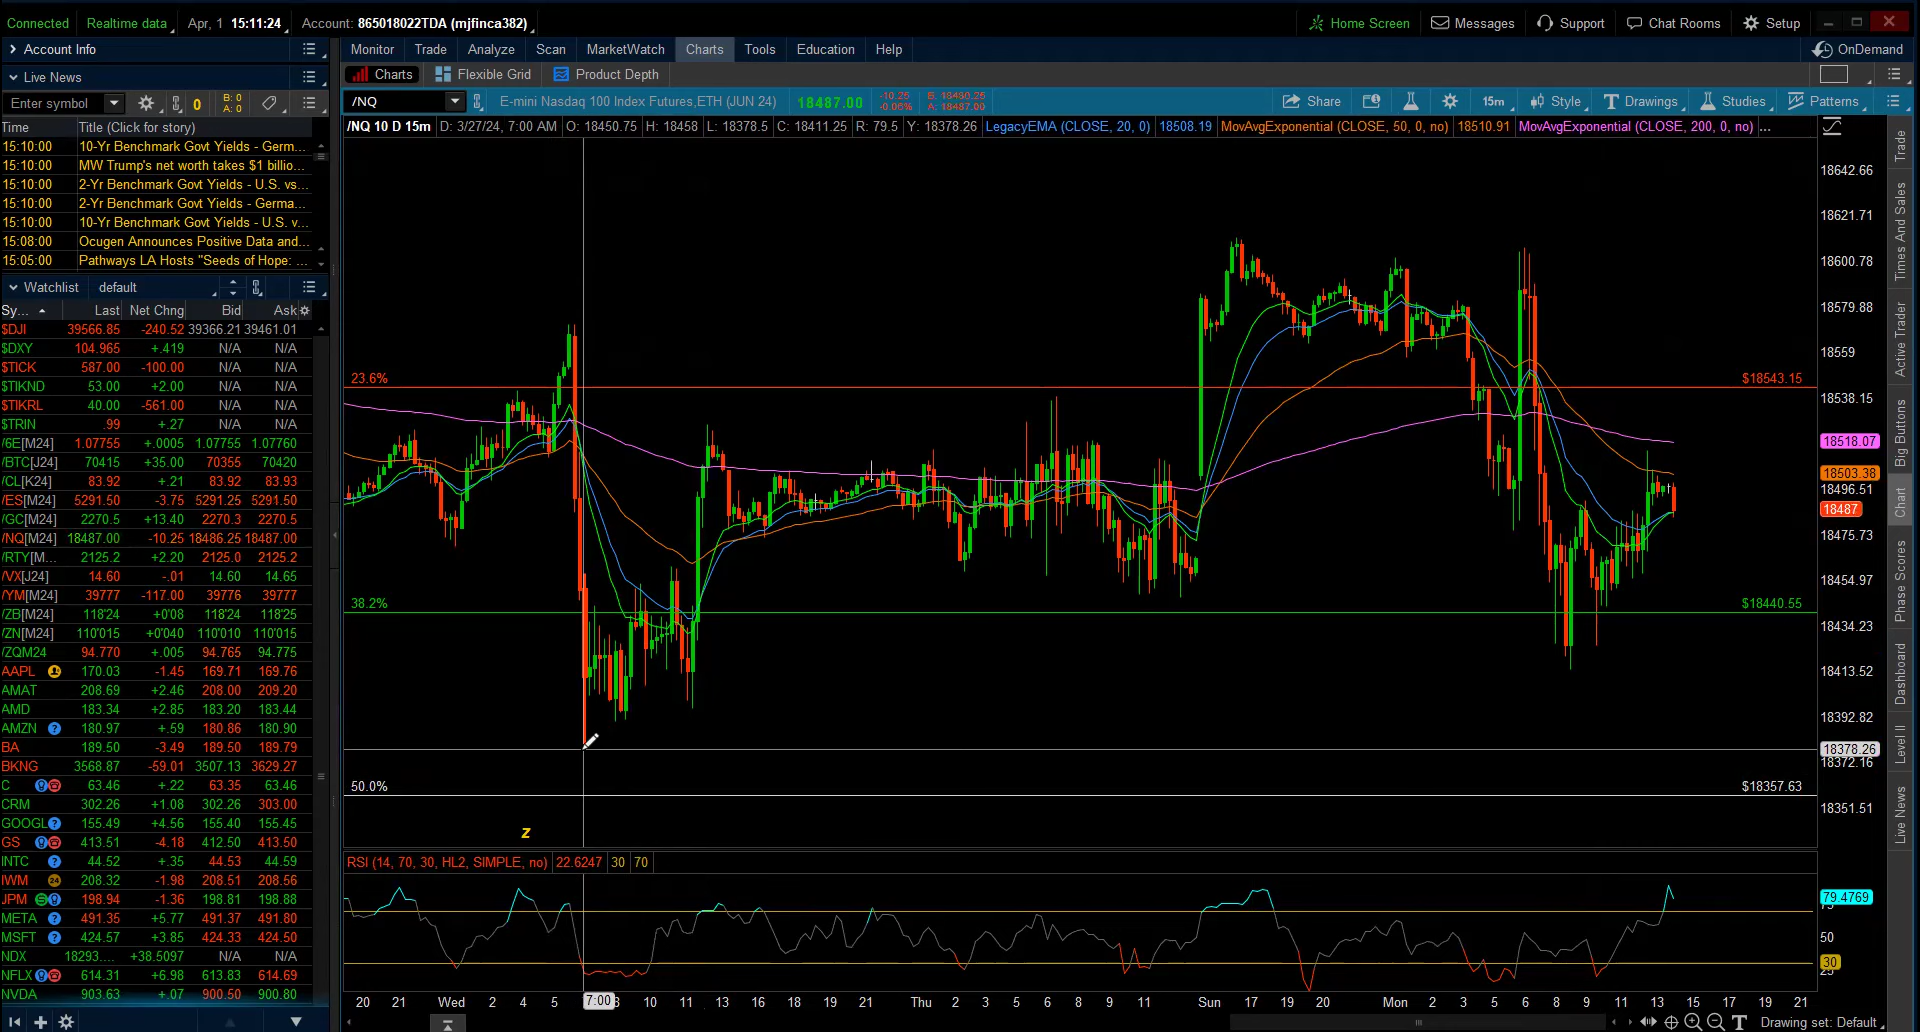 Connected Realtime data Apr, 1 15:11:24 Account: 865018022TDA (mjfinca382) Home Screen Messages Support Chat Rooms Setup
Account Info
Monitor Trade Analyze Scan MarketWatch Charts Tools Education Help OnDemand
Live News
Charts Flexible Grid Product Depth
Enter symbol 0 B: 0 A: 0
/NQ E-mini Nasdaq 100 Index Futures,ETH (JUN 24) 18487.00 -10.25 -0.06% B: 18486.25 A: 18487.00 Share 15m Style Drawings Studies Patterns
/NQ 10 D 15m D: 3/27/24, 7:00 AM O: 18450.75 H: 18458 L: 18378.5 C: 18411.25 R: 79.5 Y: 18378.26 LegacyEMA (CLOSE, 20, 0) 18508.19 MovAvgExponential (CLOSE, 50, 0, no) 18510.91 MovAvgExponential (CLOSE, 200, 0, no) ...
Time Title (Click for story)
15:10:00 10-Yr Benchmark Govt Yields - Germ...
15:10:00 MW Trump's net worth takes $1 billio...
15:10:00 2-Yr Benchmark Govt Yields - U.S. vs...
15:10:00 2-Yr Benchmark Govt Yields - Germa...
15:10:00 10-Yr Benchmark Govt Yields - U.S. v...
15:08:00 Ocugen Announces Positive Data and...
15:05:00 Pathways LA Hosts "Seeds of Hope: ...
Watchlist default
Sy... Last Net Chng Bid Ask
$DJI 39566.85 -240.52 39366.21 39461.01
$DXY 104.965 +.419 N/A N/A
$TICK 587.00 -100.00 N/A N/A
$TIKND 53.00 +2.00 N/A N/A
$TIKRL 40.00 -561.00 N/A N/A
$TRIN .99 +.27 N/A N/A
/6E[M24] 1.07755 +.0005 1.07755 1.07760
/BTC[J24] 70415 +35.00 70355 70420
/CL[K24] 83.92 +.21 83.92 83.93
/ES[M24] 5291.50 -3.75 5291.25 5291.50
/GC[M24] 2270.5 +13.40 2270.3 2270.5
/NQ[M24] 18487.00 -10.25 18486.25 18487.00
/RTY[M... 2125.2 +2.20 2125.0 2125.2
/VX[J24] 14.60 -.01 14.60 14.65
/YM[M24] 39777 -117.00 39776 39777
/ZB[M24] 118'24 +0'08 118'24 118'25
/ZN[M24] 110'015 +0'040 110'010 110'015
/ZQM24 94.770 +.005 94.765 94.775
AAPL 170.03 -1.45 169.71 169.76
AMAT 208.69 +2.46 208.00 209.20
AMD 183.34 +2.85 183.20 183.44
AMZN 180.97 +.59 180.86 180.90
BA 189.50 -3.49 189.50 189.79
BKNG 3568.87 -59.01 3507.13 3629.27
C 63.46 +.22 63.35 63.46
CRM 302.26 +1.08 302.26 303.00
GOOGL 155.49 +4.56 155.40 155.45
GS 413.51 -4.18 412.50 413.50
INTC 44.52 +.35 44.53 44.59
IWM 208.32 -1.98 208.51 208.56
JPM 198.94 -1.36 198.81 198.88
META 491.35 +5.77 491.37 491.80
MSFT 424.57 +3.85 424.33 424.50
NDX 18293.... +38.5097 N/A N/A
NFLX 614.31 +6.98 613.83 614.69
NVDA 903.63 +.07 900.50 900.80
23.6% $18543.15
38.2% $18440.55
50.0% $18357.63
z
18642.66
18621.71
18600.78
18579.88
18559
18538.15
18518.07
18503.38
18496.51
18487
18475.73
18454.97
18434.23
18413.52
18392.82
18378.26
18372.16
18351.51
RSI (14, 70, 30, HL2, SIMPLE, no) 22.6247 30 70
79.4769
50
30
20 21 Wed 2 4 5 7:00 10 11 13 16 18 19 21 Thu 2 3 5 6 8 9 11 Sun 17 19 20 Mon 2 3 5 6 8 9 11 13 15 17 19 21
Drawing set: Default
Trade
Times And Sales
Active Trader
Big Buttons
Chart
Phase Scores
Dashboard
Level II
Live News